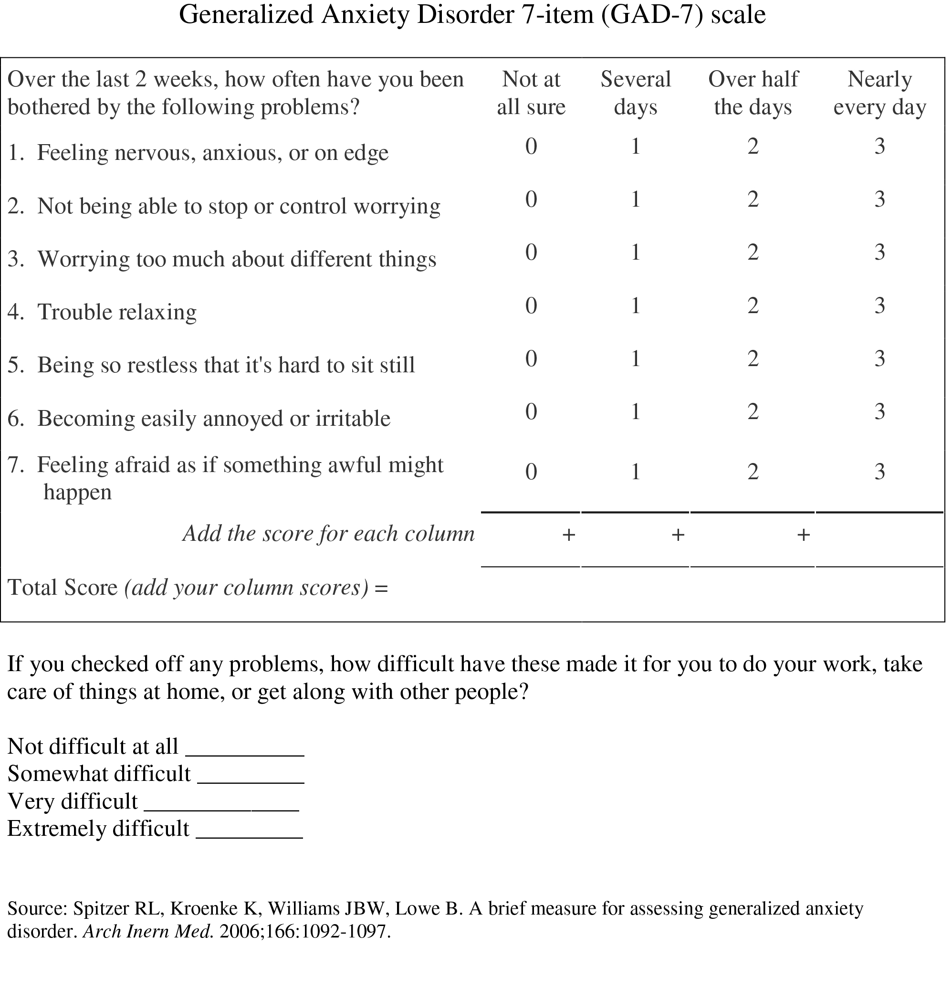 Generalized Anxiety Disorder 7-item (GAD-7) scale
Over the last 2 weeks, how often have you been bothered by the following problems? Not at all sure Several days Over half the days Nearly every day
1. Feeling nervous, anxious, or on edge 0 1 2 3
2. Not being able to stop or control worrying 0 1 2 3
3. Worrying too much about different things 0 1 2 3
4. Trouble relaxing 0 1 2 3
5. Being so restless that it's hard to sit still 0 1 2 3
6. Becoming easily annoyed or irritable 0 1 2 3
7. Feeling afraid as if something awful might happen 0 1 2 3
Add the score for each column + + +
Total Score (add your column scores) =
If you checked off any problems, how difficult have these made it for you to do your work, take
care of things at home, or get along with other people?
Not difficult at all __________
Somewhat difficult _________
Very difficult _____________
Extremely difficult _________
Source: Spitzer RL, Kroenke K, Williams JBW, Lowe B. A brief measure for assessing generalized anxiety
disorder. Arch Inern Med. 2006;166:1092-1097.